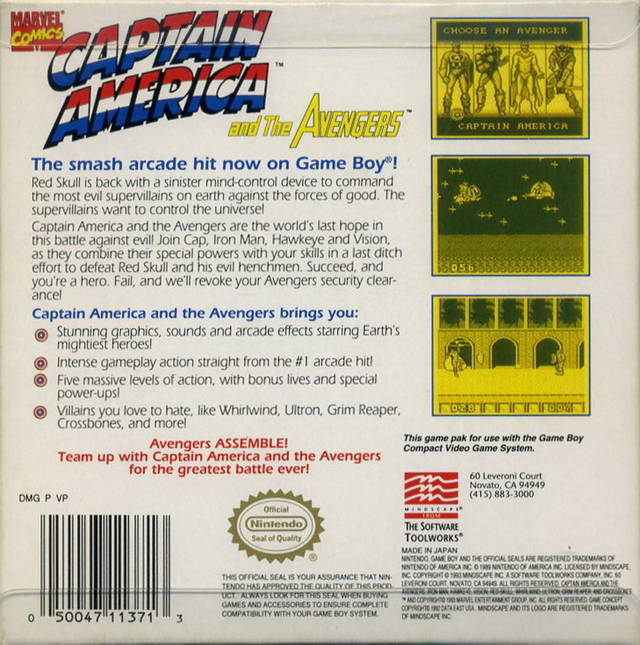 MARVEL
COMICS
CAPTAIN
AMERICA™
and The AVENGERS™
The smash arcade hit now on Game Boy®!
Red Skull is back with a sinister mind-control device to command
the most evil supervillains on earth against the forces of good. The
supervillains want to control the universe!
Captain America and the Avengers are the world's last hope in
this battle against evil! Join Cap, Iron Man, Hawkeye and Vision,
as they combine their special powers with your skills in a last ditch
effort to defeat Red Skull and his evil henchmen. Succeed, and
you're a hero. Fail, and we'll revoke your Avengers security clear-
ance!
Captain America and the Avengers brings you:
Stunning graphics, sounds and arcade effects starring Earth's
mightiest heroes!
Intense gameplay action straight from the #1 arcade hit!
Five massive levels of action, with bonus lives and special
power-ups!
Villains you love to hate, like Whirlwind, Ultron, Grim Reaper,
Crossbones, and more!
Avengers ASSEMBLE!
Team up with Captain America and the Avengers
for the greatest battle ever!
CHOOSE AN AVENGER
CAPTAIN AMERICA
056
This game pak for use with the Game Boy
Compact Video Game System.
DMG P VP
0 50047 11371 3
Official
Nintendo
Seal of Quality
®
THIS OFFICIAL SEAL IS YOUR ASSURANCE THAT NIN-
TENDO HAS APPROVED THE QUALITY OF THIS PROD-
UCT. ALWAYS LOOK FOR THIS SEAL WHEN BUYING
GAMES AND ACCESSORIES TO ENSURE COMPLETE
COMPATIBILITY WITH YOUR GAME BOY SYSTEM.
MINDSCAPE®
FROM
THE SOFTWARE
TOOLWORKS®
60 Leveroni Court
Novato, CA 94949
(415) 883-3000
MADE IN JAPAN
NINTENDO, GAME BOY AND THE OFFICIAL SEALS ARE REGISTERED TRADEMARKS OF
NINTENDO OF AMERICA INC. © 1989 NINTENDO OF AMERICA INC. LICENSED BY MINDSCAPE,
INC. COPYRIGHT © 1993 MINDSCAPE INC. A SOFTWARE TOOLWORKS COMPANY, INC. 60
LEVERONI COURT. NOVATO, CA 94949. ALL RIGHTS RESERVED. CAPTAIN AMERICA AND THE
AVENGERS, IRON MAN, HAWKEYE, VISION, RED SKULL, WHIRLWIND, ULTRON, GRIM REAPER AND CROSSBONES
™ AND COPYRIGHT © 1993 MARVEL ENTERTAINMENT GROUP, INC. ALL RIGHTS RESERVED. GAME CONCEPT
COPYRIGHT © 1992 DATA EAST USA. MINDSCAPE AND ITS LOGO ARE REGISTERED TRADEMARKS
OF MINDSCAPE INC.